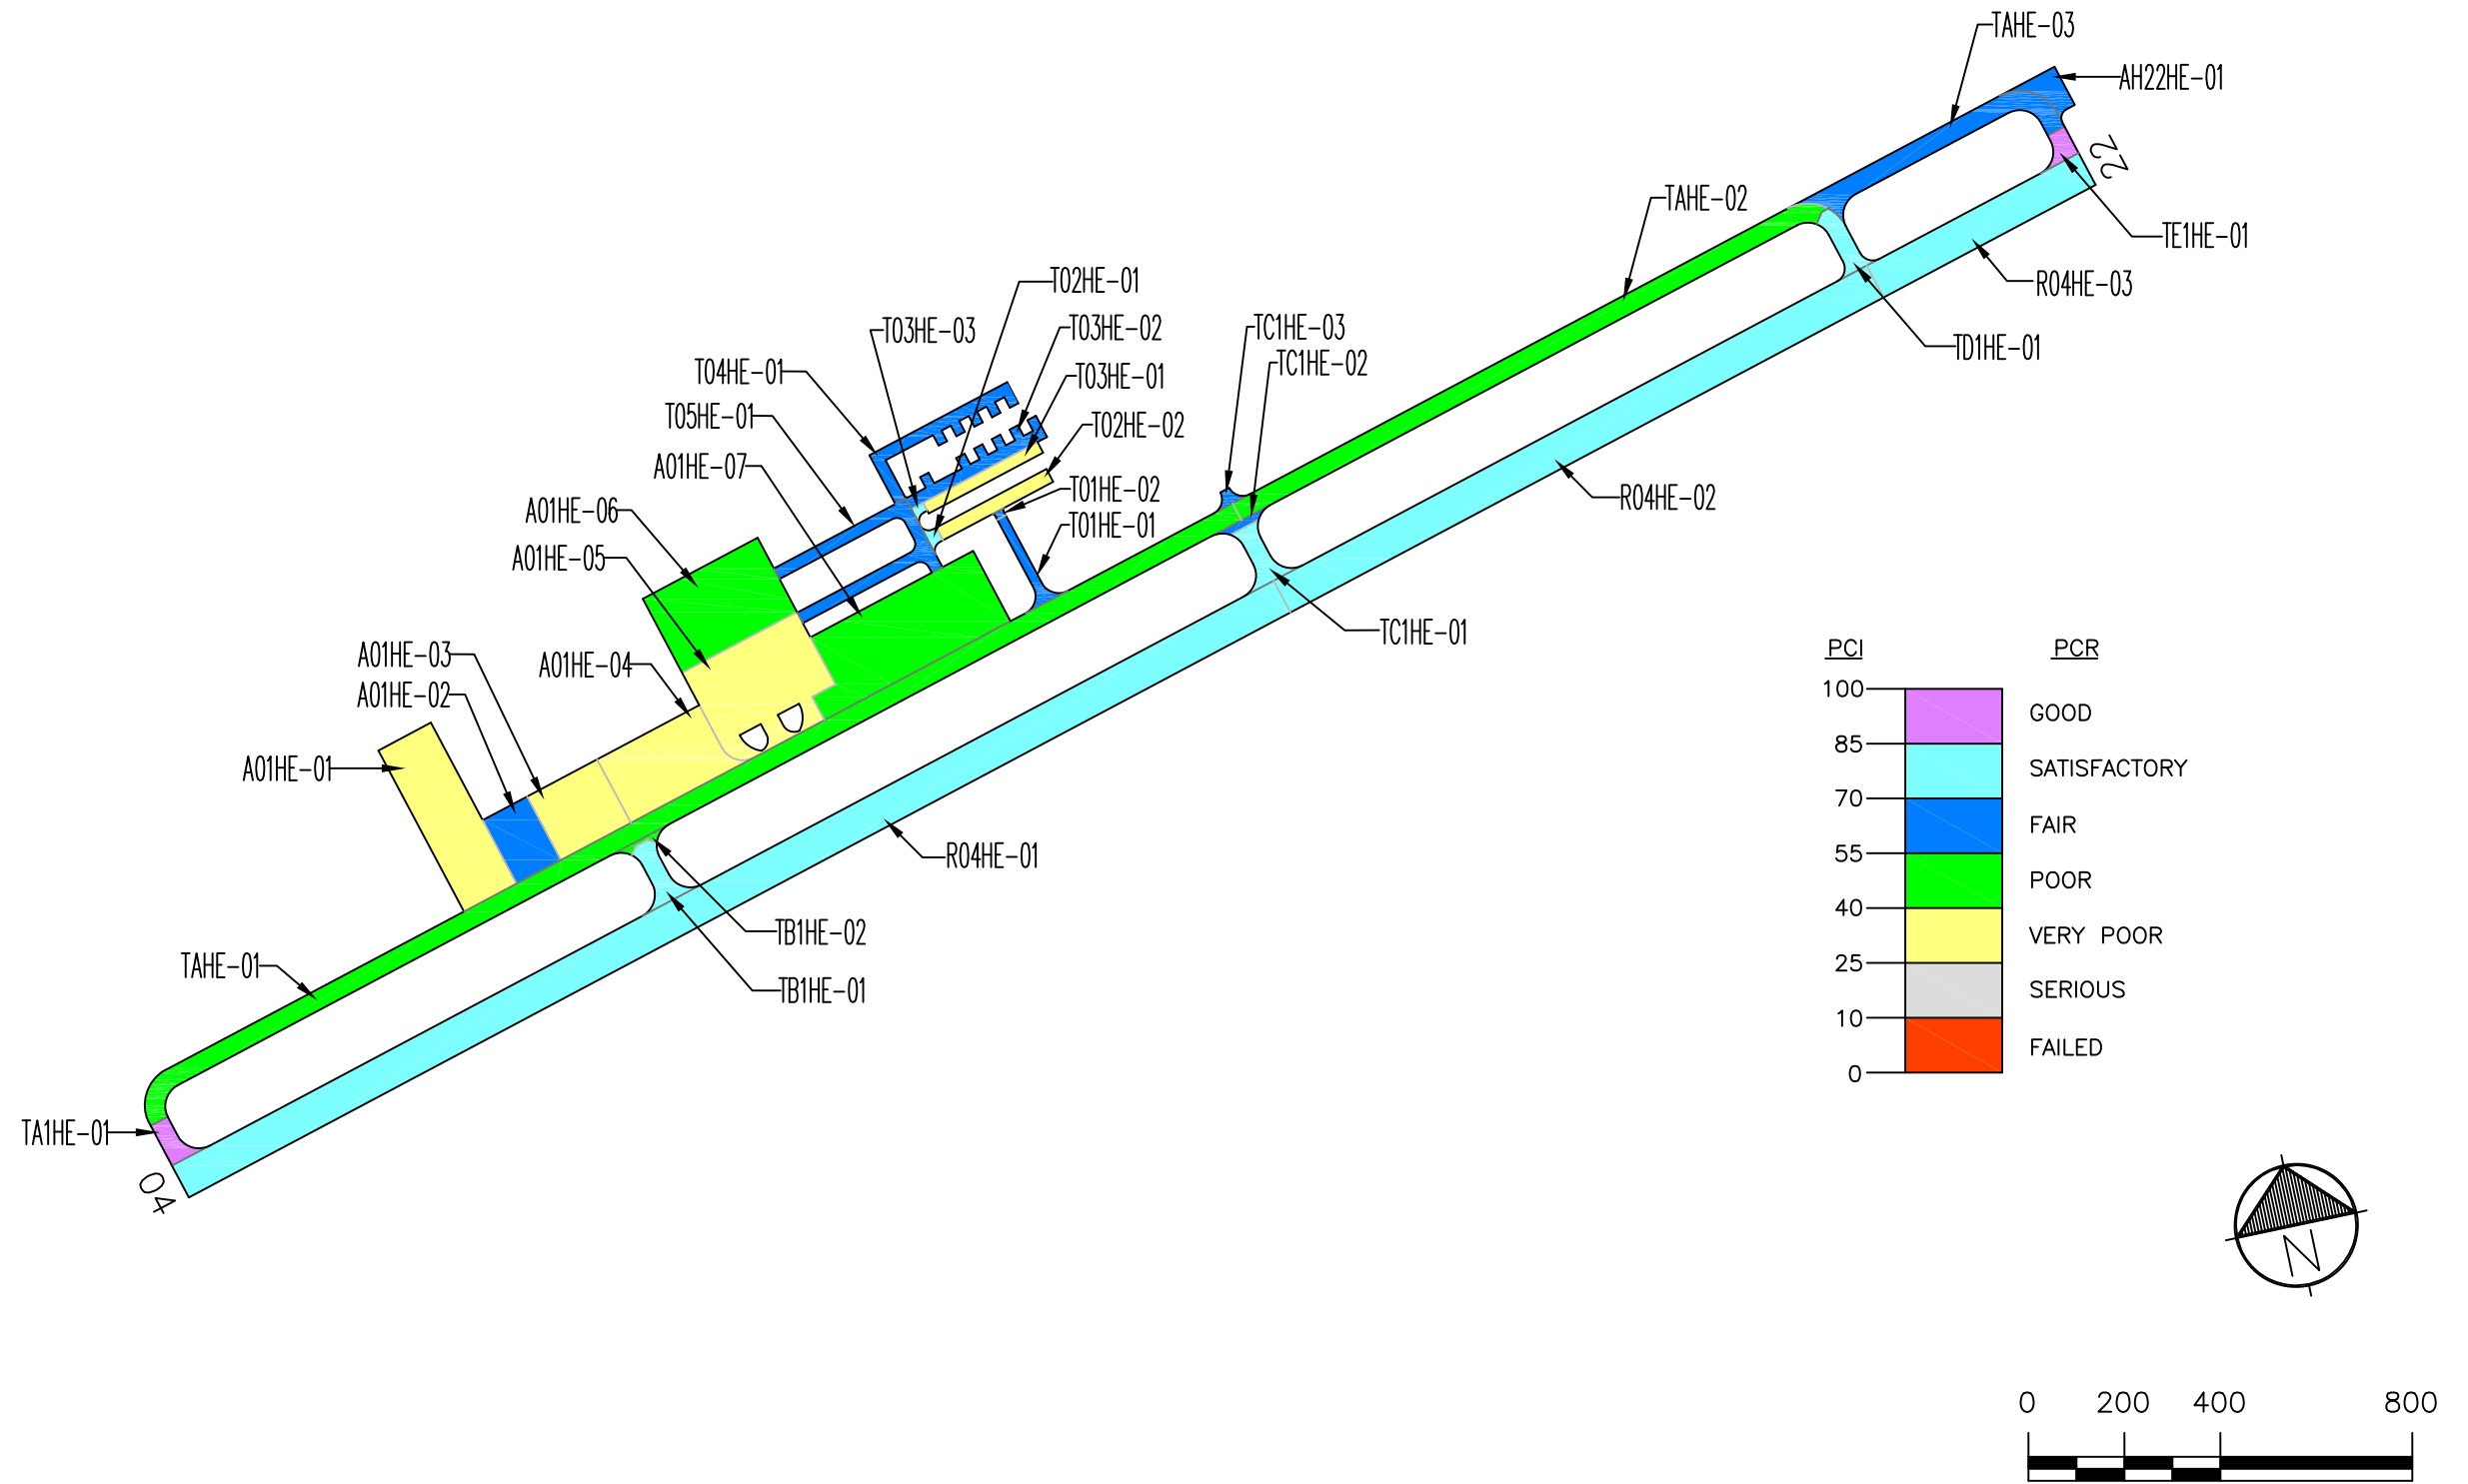 TAHE-03
AH22HE-01
22
TAHE-02
TE1HE-01
T02HE-01
R04HE-03
T03HE-03
T03HE-02
TC1HE-03
TD1HE-01
TC1HE-02
T04HE-01
T03HE-01
T05HE-01
T02HE-02
A01HE-07
T01HE-02
R04HE-02
A01HE-06
T01HE-01
A01HE-05
TC1HE-01
A01HE-03
A01HE-04
A01HE-02
A01HE-01
R04HE-01
TB1HE-02
TAHE-01
TB1HE-01
TA1HE-01
04
PCI PCR
100
GOOD
85
SATISFACTORY
70
FAIR
55
POOR
40
VERY POOR
25
SERIOUS
10
FAILED
0
N
0 200 400 800